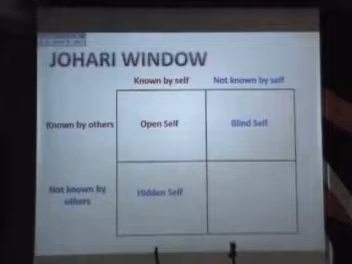 JOHARI WINDOW
Known by self Not known by self
Known by others Open Self Blind Self
Not known by
others
Hidden Self